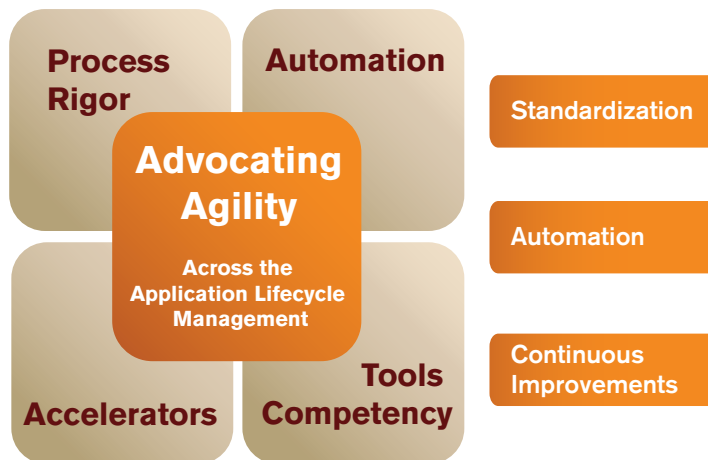 Process
Rigor
Automation
Advocating
Agility
Across the
Application Lifecycle
Management
Accelerators
Tools
Competency
Standardization
Automation
Continuous
Improvements